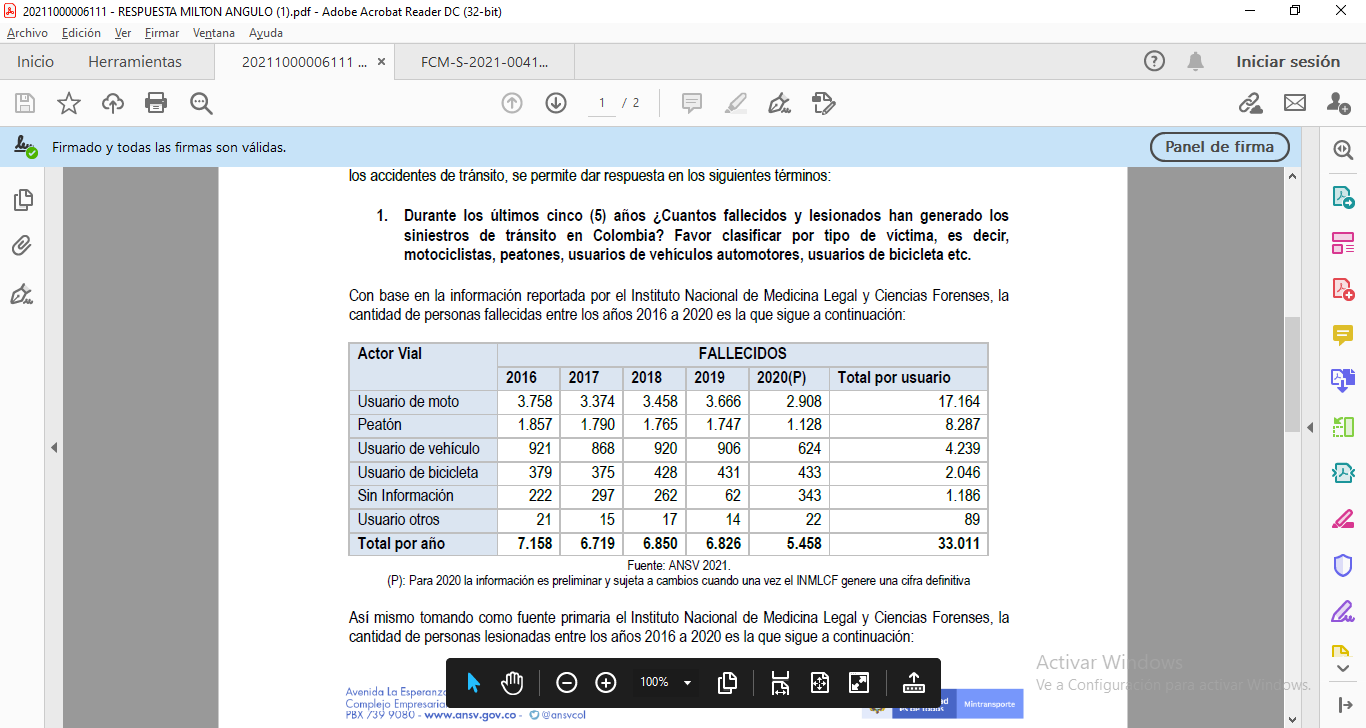 20211000006111 - RESPUESTA MILTON ANGULO (1).pdf - Adobe Acrobat Reader DC (32-bit)
Archivo Edición Ver Firmar Ventana Ayuda
Inicio Herramientas 20211000006111 ... × FCM-S-2021-0041... Iniciar sesión
1 / 2
Firmado y todas las firmas son válidas. Panel de firma
los accidentes de tránsito, se permite dar respuesta en los siguientes términos:
1. Durante los últimos cinco (5) años ¿Cuantos fallecidos y lesionados han generado los
siniestros de tránsito en Colombia? Favor clasificar por tipo de víctima, es decir,
motociclistas, peatones, usuarios de vehículos automotores, usuarios de bicicleta etc.
Con base en la información reportada por el Instituto Nacional de Medicina Legal y Ciencias Forenses, la
cantidad de personas fallecidas entre los años 2016 a 2020 es la que sigue a continuación:
Actor Vial FALLECIDOS
2016 2017 2018 2019 2020(P) Total por usuario
Usuario de moto 3.758 3.374 3.458 3.666 2.908 17.164
Peatón 1.857 1.790 1.765 1.747 1.128 8.287
Usuario de vehículo 921 868 920 906 624 4.239
Usuario de bicicleta 379 375 428 431 433 2.046
Sin Información 222 297 262 62 343 1.186
Usuario otros 21 15 17 14 22 89
Total por año 7.158 6.719 6.850 6.826 5.458 33.011
Fuente: ANSV 2021.
(P): Para 2020 la información es preliminar y sujeta a cambios cuando una vez el INMLCF genere una cifra definitiva
Así mismo tomando como fuente primaria el Instituto Nacional de Medicina Legal y Ciencias Forenses, la
cantidad de personas lesionadas entre los años 2016 a 2020 es la que sigue a continuación:
Activar Windows
Ve a Configuración para activar Windows.
100%
Avenida La Esperanza
Complejo Empresaria
PBX 739 9080 - www.ansv.gov.co - @ansvcol
Mintransporte